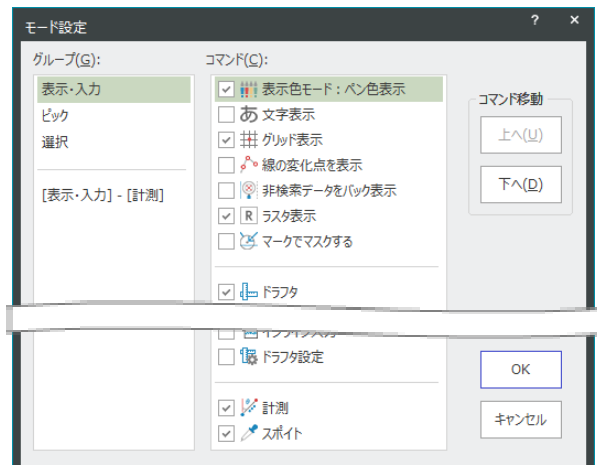 モード設定
? ×
グループ(G):
表示・入力
ピック
選択
[表示・入力] - [計測]
コマンド(C):
表示色モード：ペン色表示
あ 文字表示
グリッド表示
線の変化点を表示
非検索データをバック表示
R ラスタ表示
マークでマスクする
ドラフタ
ドラフタ設定
計測
スポイト
コマンド移動
上へ(U)
下へ(D)
OK
キャンセル